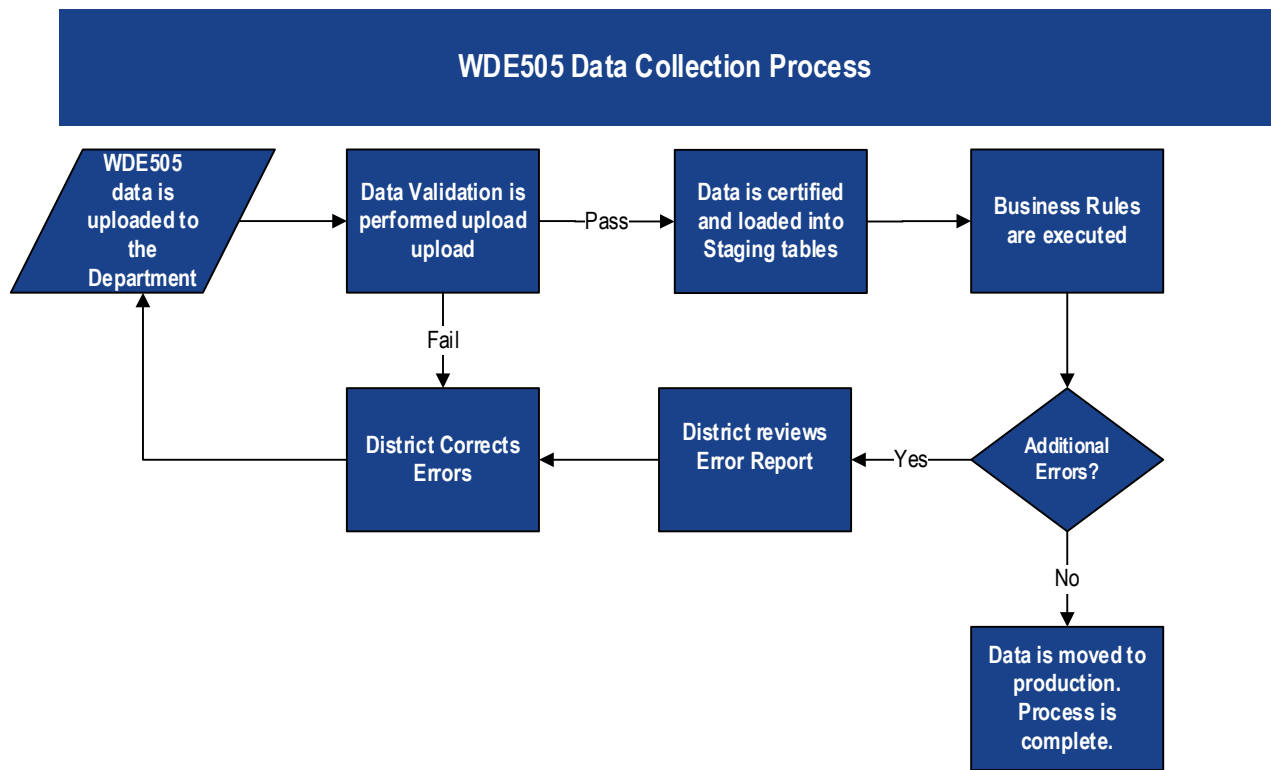 WDE505 Data Collection Process
WDE505
data is
uploaded to
the
Department
Data Validation is
performed upload
upload
Pass
Data is certified
and loaded into
Staging tables
Business Rules
are executed
Fail
District Corrects
Errors
District reviews
Error Report
Yes
Additional
Errors?
No
Data is moved to
production.
Process is
complete.